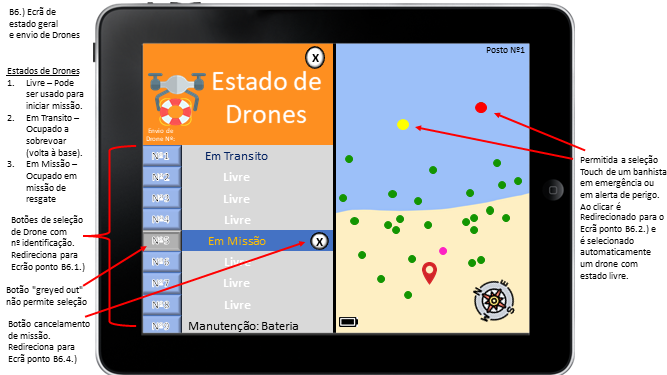 B6.) Ecrã de
estado geral
e envio de Drones
Estados de Drones
1. Livre – Pode
ser usado para
iniciar missão.
2. Em Transito –
Ocupado a
sobrevoar
(volta à base).
3. Em Missão –
Ocupado em
missão de
resgate
Botões de seleção
de Drone com
nº identificação.
Redireciona para
Ecrão ponto B6.1.)
Botão "greyed out"
não permite seleção
Botão cancelamento
de missão.
Redireciona para
Ecrã ponto B6.4.)
X
Estado de
Drones
Envio de
Drone Nº:
Nº1 Em Transito
Nº2 Livre
Nº3 Livre
Nº4 Livre
Nº5 Em Missão X
Nº6 Livre
Nº7 Livre
Nº8 Livre
Manutenção: Bateria
Posto Nº1
N
E
S
Permitida a seleção
Touch de um banhista
em emergência ou
em alerta de perigo.
Ao clicar é
Redirecionado para o
Ecrã ponto B6.2.) e
é selecionado
automaticamente
um drone com
estado livre.